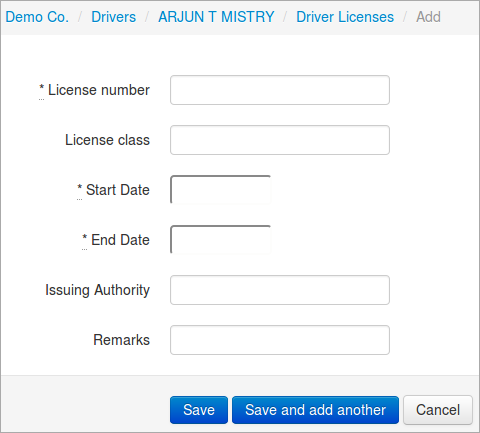 Demo Co. / Drivers / ARJUN T MISTRY / Driver Licenses / Add
* License number
License class
* Start Date
* End Date
Issuing Authority
Remarks
Save Save and add another Cancel